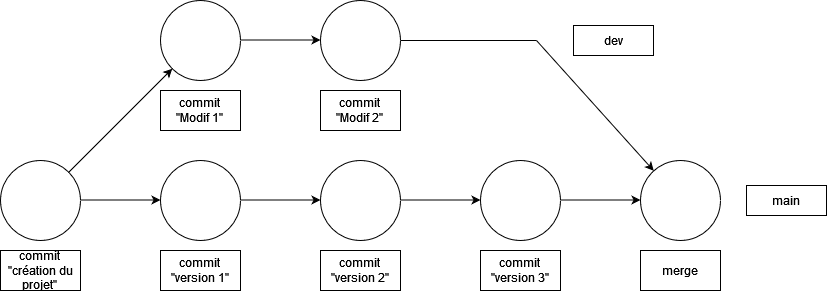 dev
commit
"Modif 1"
commit
"Modif 2"
main
commit
"création du
projet"
commit
"version 1"
commit
"version 2"
commit
"version 3"
merge